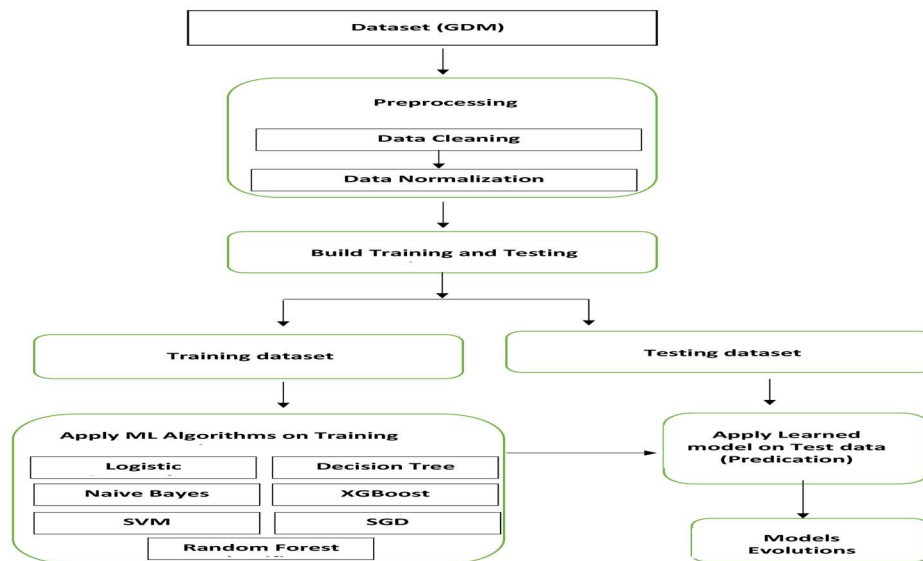 Dataset (GDM)
Preprocessing
Data Cleaning
Data Normalization
Build Training and Testing
Training dataset
Testing dataset
Apply ML Algorithms on Training
Logistic
Decision Tree
Naive Bayes
XGBoost
SVM
SGD
Random Forest
Apply Learned
model on Test data
(Predication)
Models
Evolutions